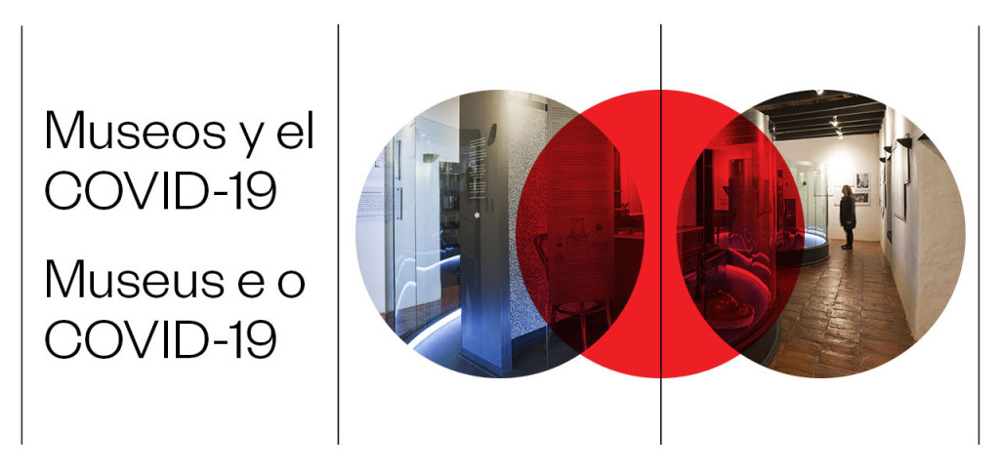 Museos y el
COVID-19
Museus e o
COVID-19